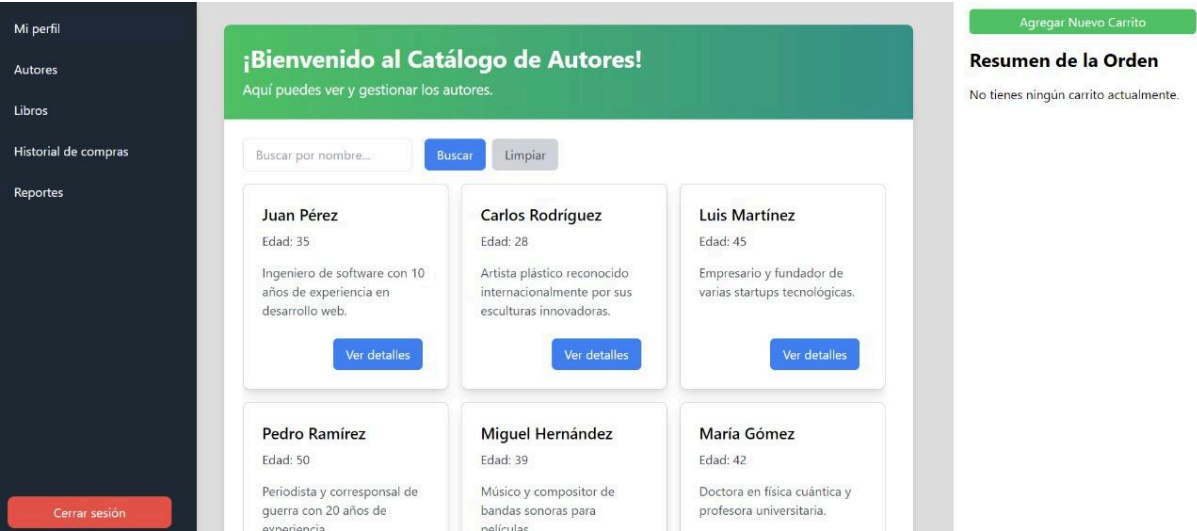 Mi perfil
Autores
Libros
Historial de compras
Reportes
Cerrar sesión
¡Bienvenido al Catálogo de Autores!
Aquí puedes ver y gestionar los autores.
Buscar por nombre...
Buscar
Limpiar
Juan Pérez
Edad: 35
Ingeniero de software con 10
años de experiencia en
desarrollo web.
Ver detalles
Carlos Rodríguez
Edad: 28
Artista plástico reconocido
internacionalmente por sus
esculturas innovadoras.
Ver detalles
Luis Martínez
Edad: 45
Empresario y fundador de
varias startups tecnológicas.
Ver detalles
Pedro Ramírez
Edad: 50
Periodista y corresponsal de
guerra con 20 años de
experiencia
Miguel Hernández
Edad: 39
Músico y compositor de
bandas sonoras para
películas
María Gómez
Edad: 42
Doctora en física cuántica y
profesora universitaria.
Agregar Nuevo Carrito
Resumen de la Orden
No tienes ningún carrito actualmente.